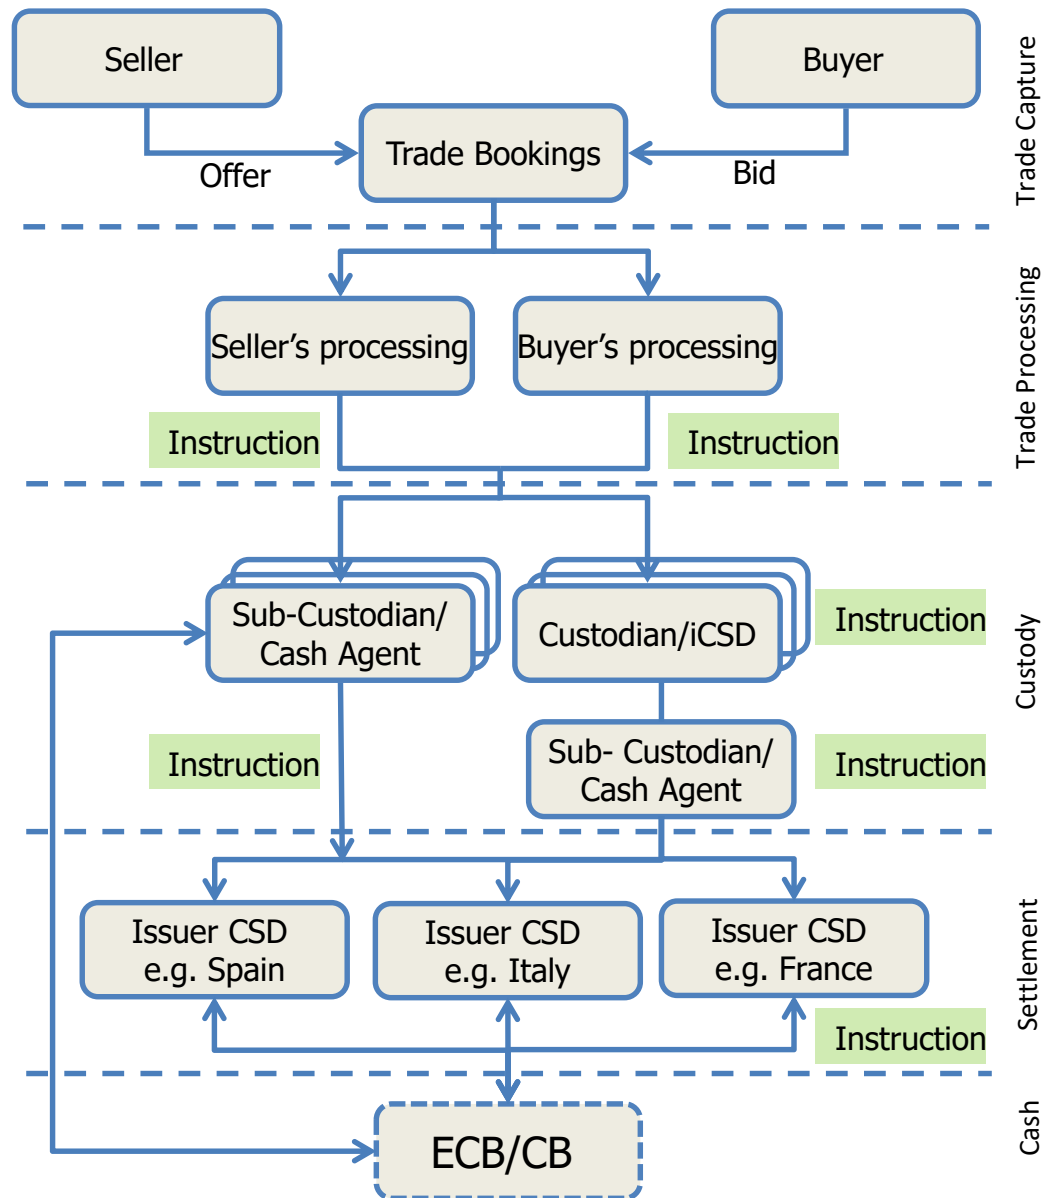 Seller
Buyer
Trade Capture
Trade Bookings
Offer
Bid
Trade Processing
Seller’s processing
Buyer’s processing
Instruction
Instruction
Custody
Sub-Custodian/
Cash Agent
Custodian/iCSD
Instruction
Instruction
Sub- Custodian/
Cash Agent
Instruction
Settlement
Issuer CSD
e.g. Spain
Issuer CSD
e.g. Italy
Issuer CSD
e.g. France
Instruction
Cash
ECB/CB